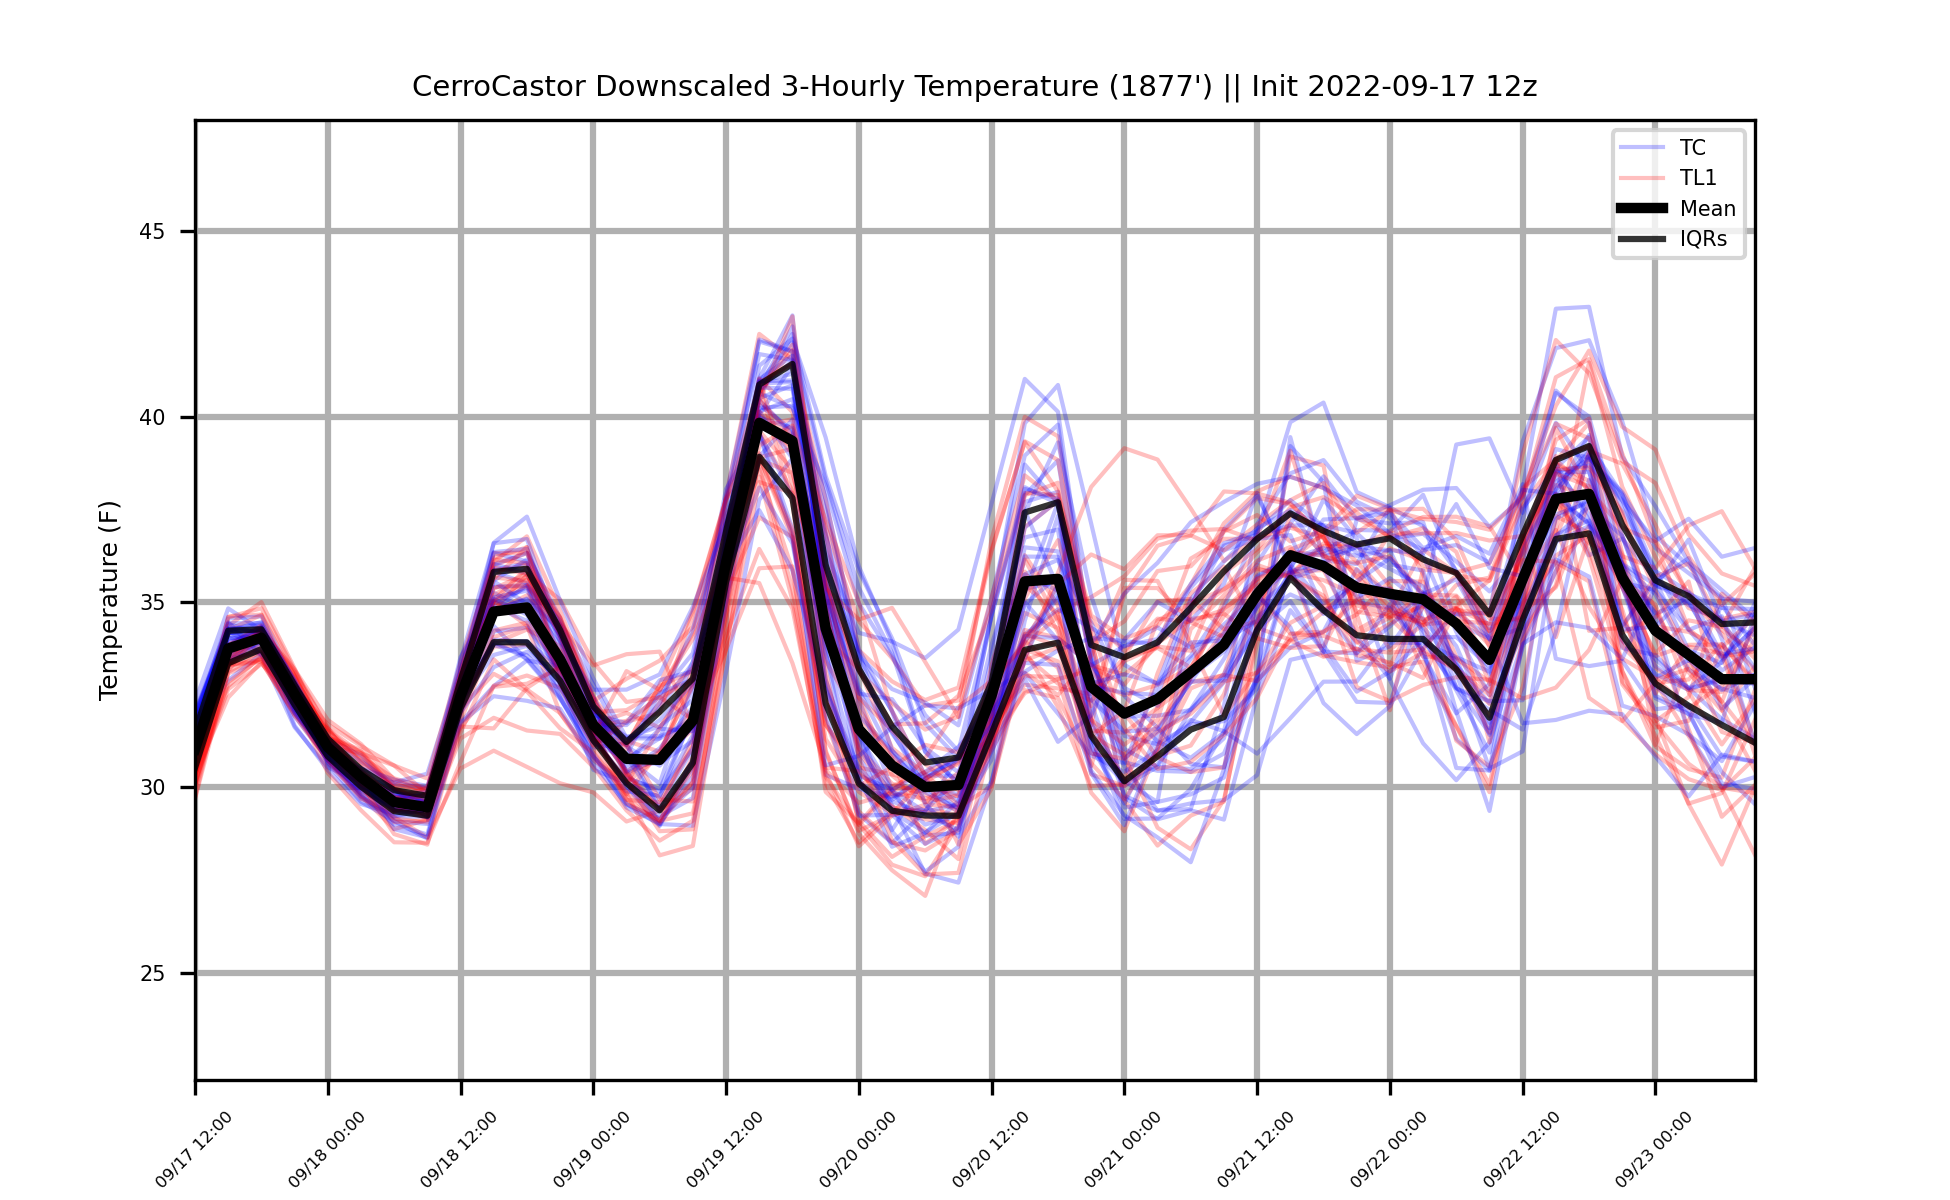 CerroCastor Downscaled 3-Hourly Temperature (1877') || Init 2022-09-17 12z
TC
TL1
Mean
IQRs
Temperature (F)
45
40
35
30
25
09/17 12:00
09/18 00:00
09/18 12:00
09/19 00:00
09/19 12:00
09/20 00:00
09/20 12:00
09/21 00:00
09/21 12:00
09/22 00:00
09/22 12:00
09/23 00:00